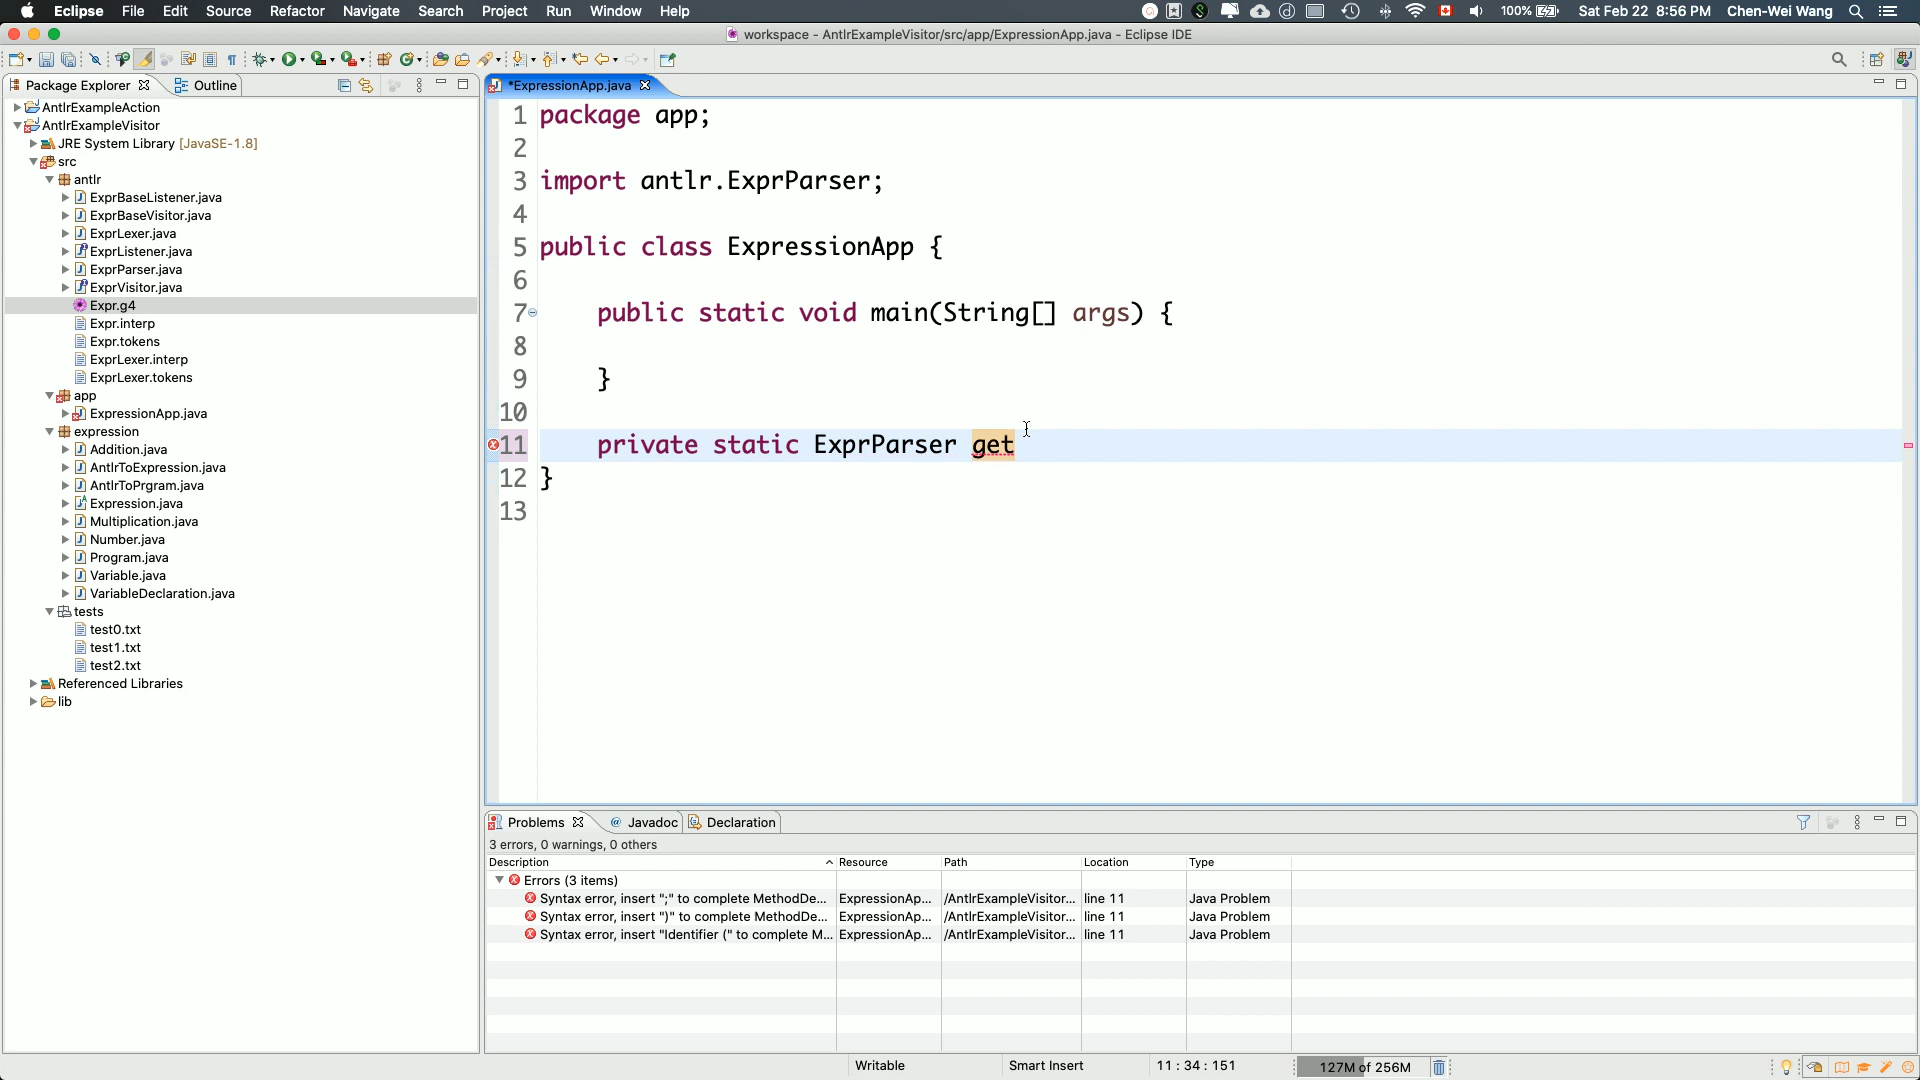 Eclipse File Edit Source Refactor Navigate Search Project Run Window Help 100% Sat Feb 22 8:56 PM Chen-Wei Wang
workspace - AntlrExampleVisitor/src/app/ExpressionApp.java - Eclipse IDE
Package Explorer Outline
AntlrExampleAction
AntlrExampleVisitor
JRE System Library [JavaSE-1.8]
src
antlr
ExprBaseListener.java
ExprBaseVisitor.java
ExprLexer.java
ExprListener.java
ExprParser.java
ExprVisitor.java
Expr.g4
Expr.interp
Expr.tokens
ExprLexer.interp
ExprLexer.tokens
app
ExpressionApp.java
expression
Addition.java
AntlrToExpression.java
AntlrToPrgram.java
Expression.java
Multiplication.java
Number.java
Program.java
Variable.java
VariableDeclaration.java
tests
test0.txt
test1.txt
test2.txt
Referenced Libraries
lib
*ExpressionApp.java
1 package app;
2
3 import antlr.ExprParser;
4
5 public class ExpressionApp {
6
7 public static void main(String[] args) {
8
9 }
10
11 private static ExprParser get
12 }
13
Problems @ Javadoc Declaration
3 errors, 0 warnings, 0 others
Description Resource Path Location Type
Errors (3 items)
Syntax error, insert ";" to complete MethodDe... ExpressionAp... /AntlrExampleVisitor... line 11 Java Problem
Syntax error, insert ")" to complete MethodDe... ExpressionAp... /AntlrExampleVisitor... line 11 Java Problem
Syntax error, insert "Identifier (" to complete M... ExpressionAp... /AntlrExampleVisitor... line 11 Java Problem
Writable Smart Insert 11 : 34 : 151 127M of 256M